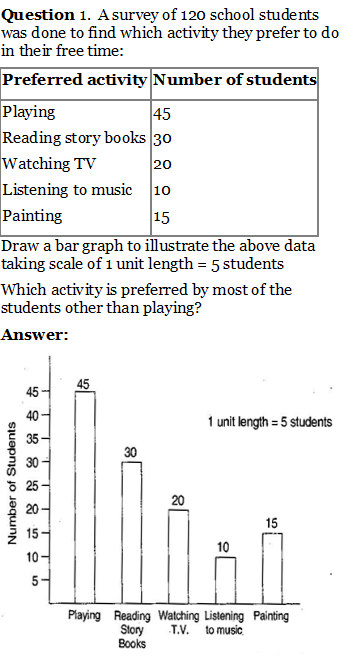 Question 1. A survey of 120 school students
was done to find which activity they prefer to do
in their free time:
Preferred activity Number of students
Playing 45
Reading story books 30
Watching TV 20
Listening to music 10
Painting 15
Draw a bar graph to illustrate the above data
taking scale of 1 unit length = 5 students
Which activity is preferred by most of the
students other than playing?
Answer:
45
40
35
30
25
20
15
10
5
Number of Students
45
30
20
10
15
1 unit length = 5 students
Playing Reading Watching Listening Painting
Story T.V. to music
Books